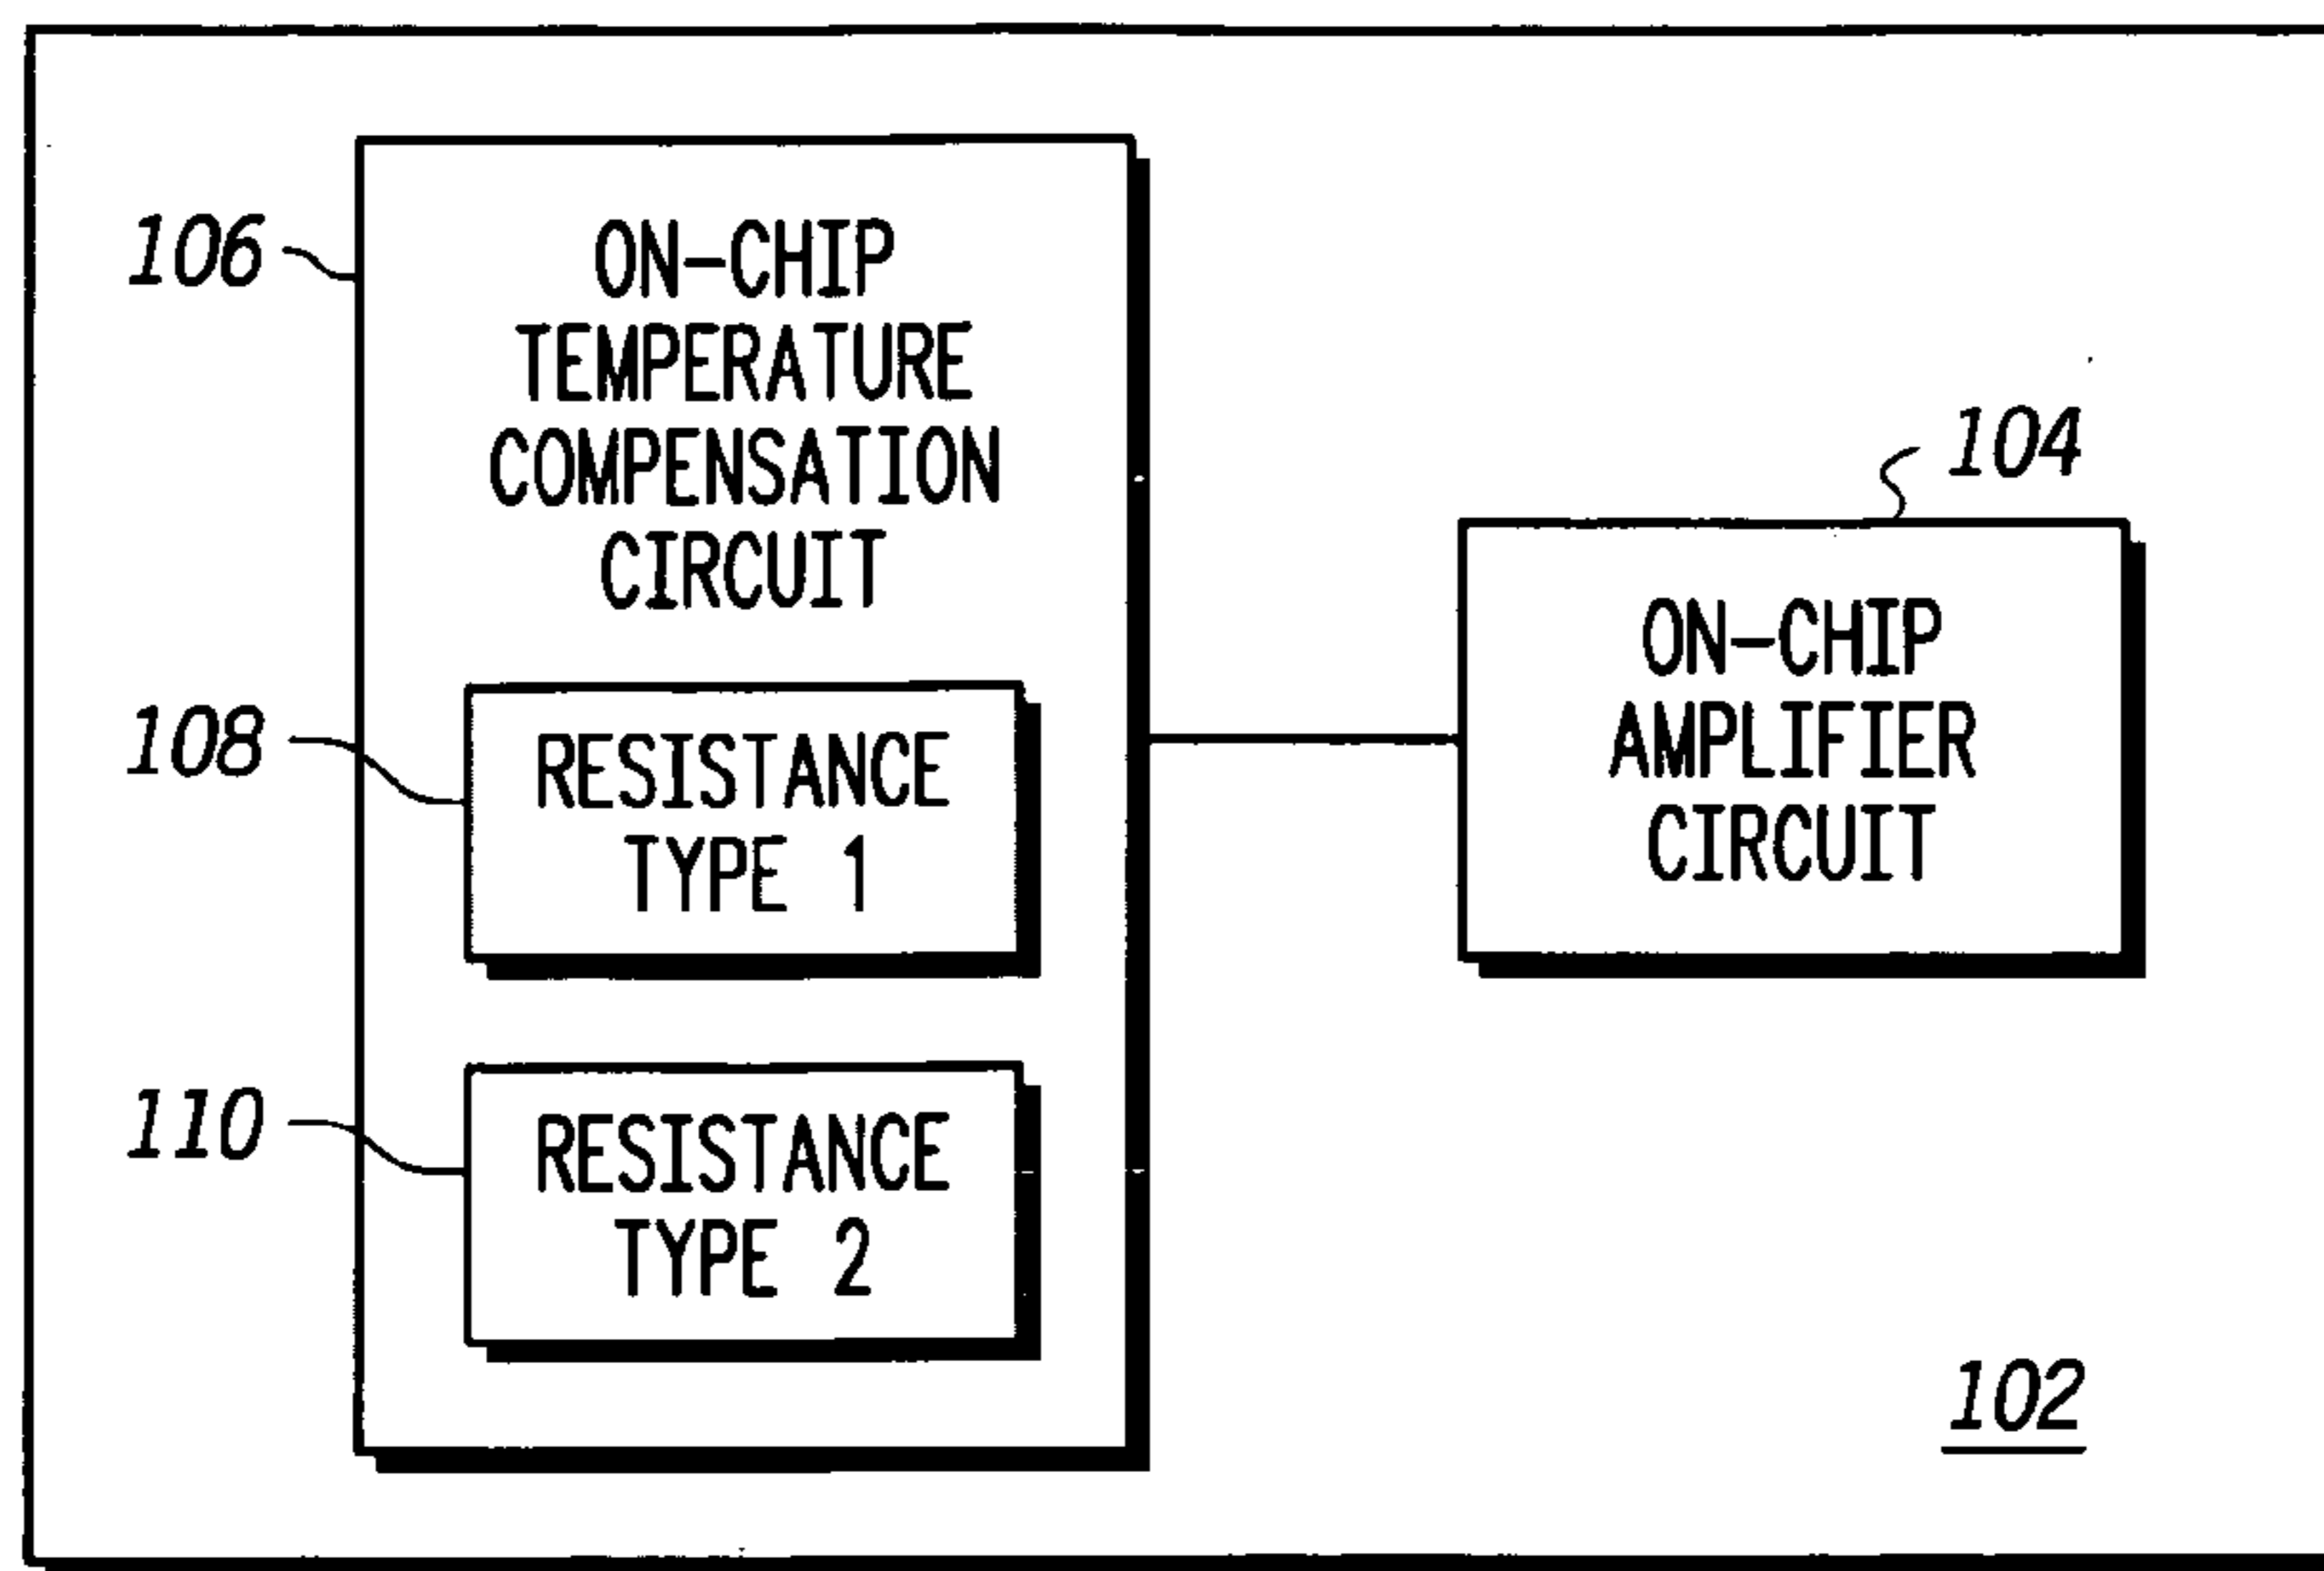 106
ON-CHIP
TEMPERATURE
COMPENSATION
CIRCUIT
108
RESISTANCE
TYPE 1
110
RESISTANCE
TYPE 2
104
ON-CHIP
AMPLIFIER
CIRCUIT
102